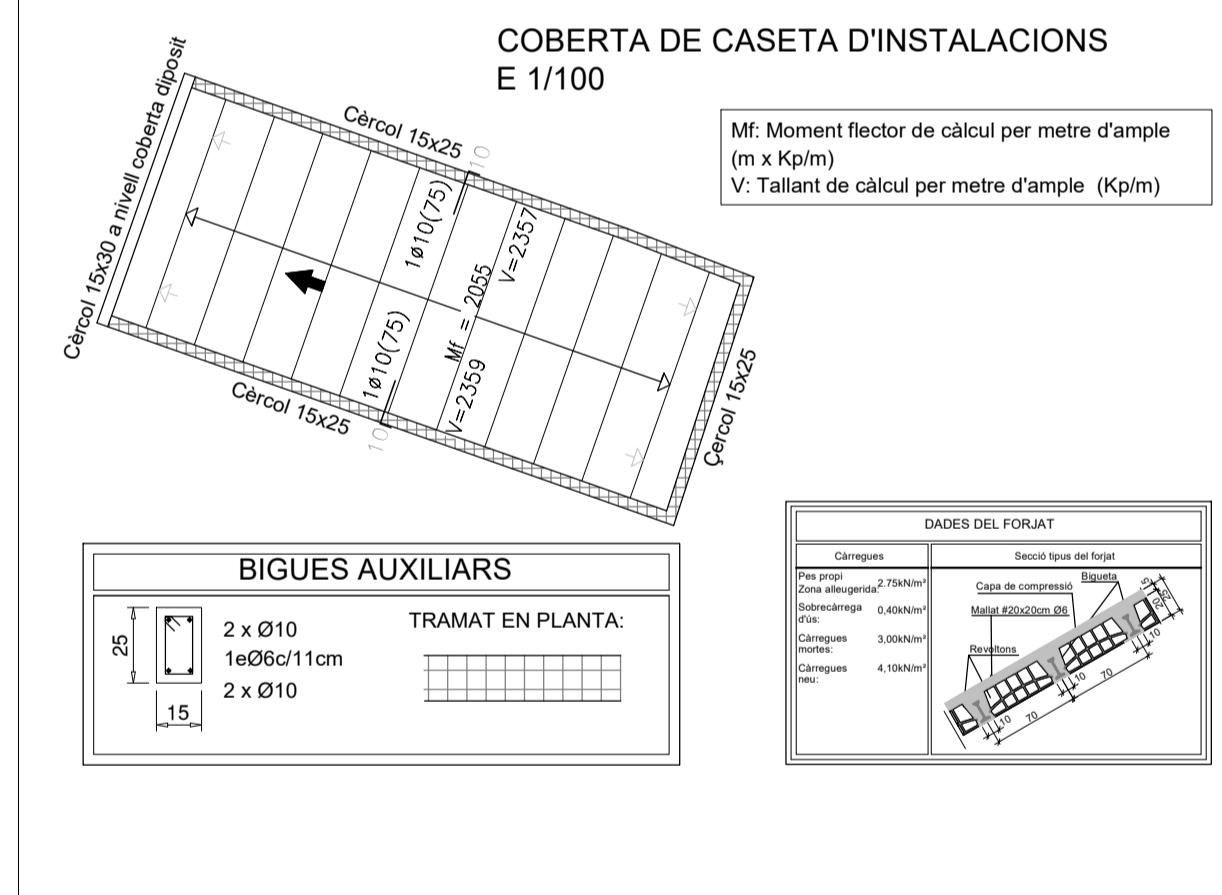 COBERTA DE CASETA D'INSTALACIONS
E 1/100
Mf: Moment flector de càlcul per metre d'ample
(m x Kp/m)
V: Tallant de càlcul per metre d'ample (Kp/m)
Cèrcol 15x30 a nivell coberta diposit
Cèrcol 15x25
10
1ø10(75)
V=2357
Mf = 2055
1ø10(75)
V=2359
10
Cèrcol 15x25
Çercol 15x25
BIGUES AUXILIARS
25
15
2 x Ø10
1eØ6c/11cm
2 x Ø10
TRAMAT EN PLANTA:
DADES DEL FORJAT
Càrregues
Pes propi
Zona alleugerida: 2.75kN/m²
Sobrecàrrega
d'ús: 0,40kN/m²
Càrregues
mortes: 3,00kN/m²
Càrregues
neu: 4,10kN/m²
Secció tipus del forjat
Capa de compressió
Bigueta
Mallat #20x20cm Ø6
Revoltons
5
20
25
10
70
10
70
10